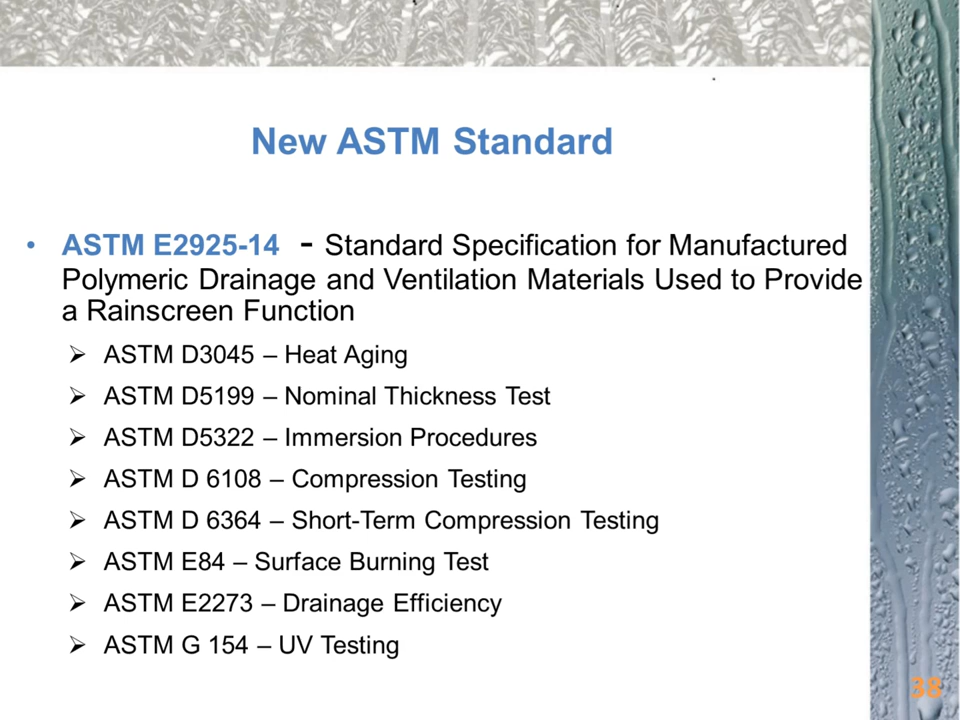 New ASTM Standard
• ASTM E2925-14 - Standard Specification for Manufactured
Polymeric Drainage and Ventilation Materials Used to Provide
a Rainscreen Function
➢ ASTM D3045 – Heat Aging
➢ ASTM D5199 – Nominal Thickness Test
➢ ASTM D5322 – Immersion Procedures
➢ ASTM D 6108 – Compression Testing
➢ ASTM D 6364 – Short-Term Compression Testing
➢ ASTM E84 – Surface Burning Test
➢ ASTM E2273 – Drainage Efficiency
➢ ASTM G 154 – UV Testing
38